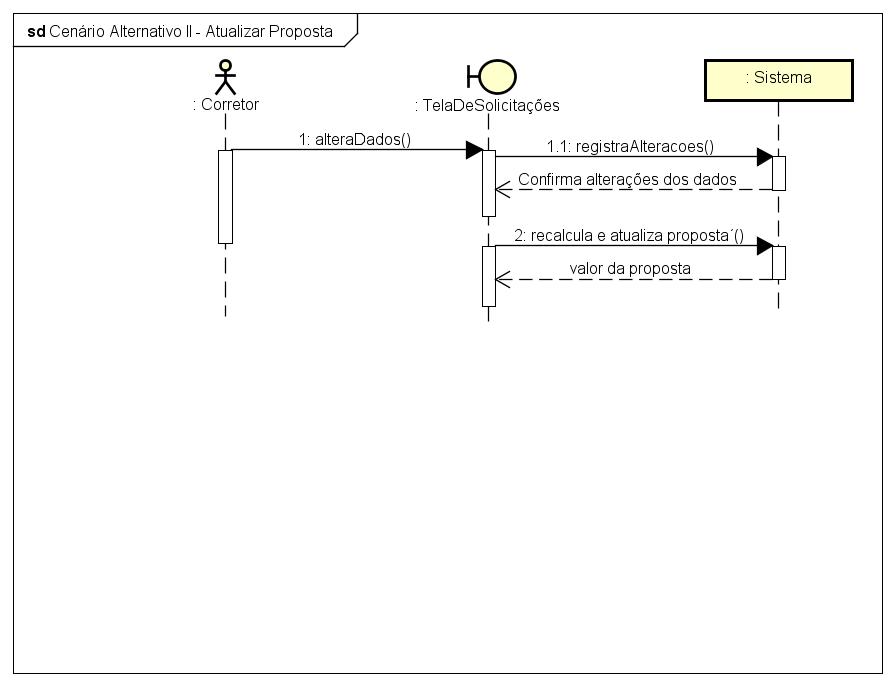 sd Cenário Alternativo II - Atualizar Proposta
: Corretor
: TelaDeSolicitações
: Sistema
1: alteraDados()
1.1: registraAlteracoes()
Confirma alterações dos dados
2: recalcula e atualiza proposta´()
valor da proposta